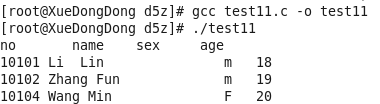 [root@XueDongDong d5z]# gcc test11.c -o test11
[root@XueDongDong d5z]# ./test11
no       name    sex     age
10101 Li  Lin               m   18
10102 Zhang Fun             m   19
10104 Wang Min              F   20